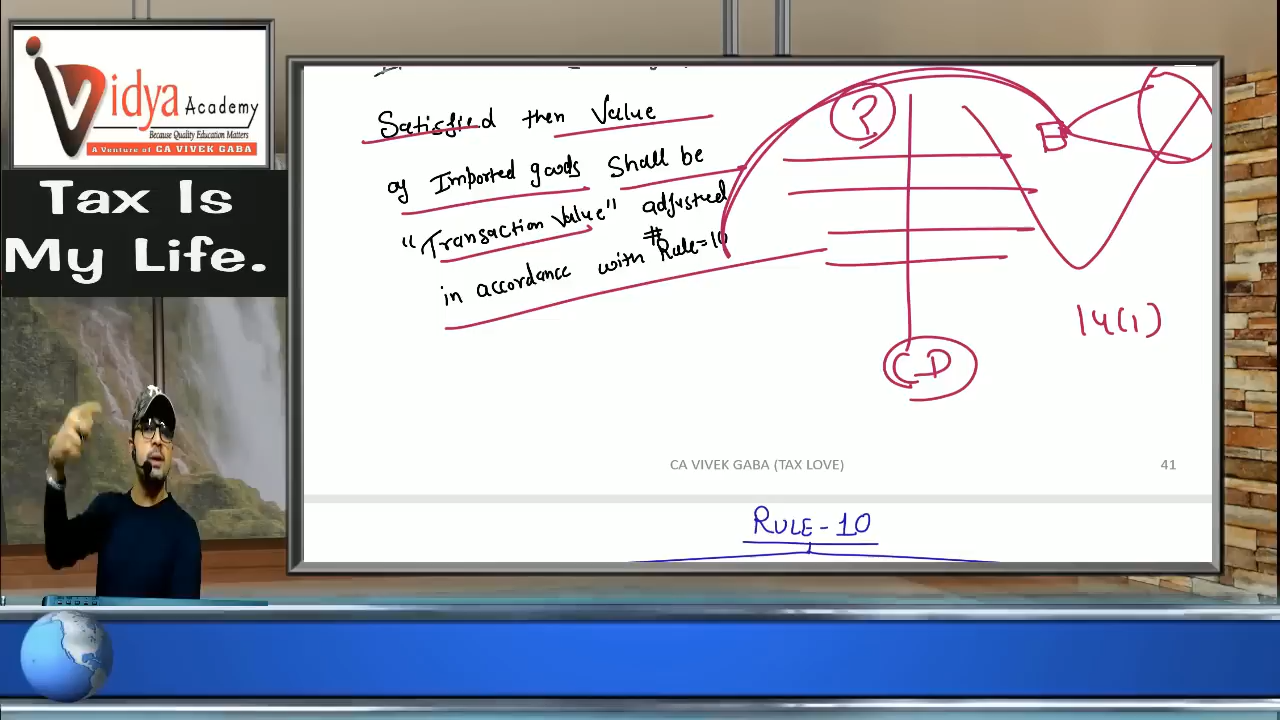 Vidya
Academy
Because Quality Education Matters
A Venture of CA VIVEK GABA
Tax Is
My Life.
Satisfied then Value
of Imported goods Shall be
"Transaction Value" adjusted
#
in accordance with Rule=10
?
B
14(1)
CD
CA VIVEK GABA (TAX LOVE)
41
RULE-10